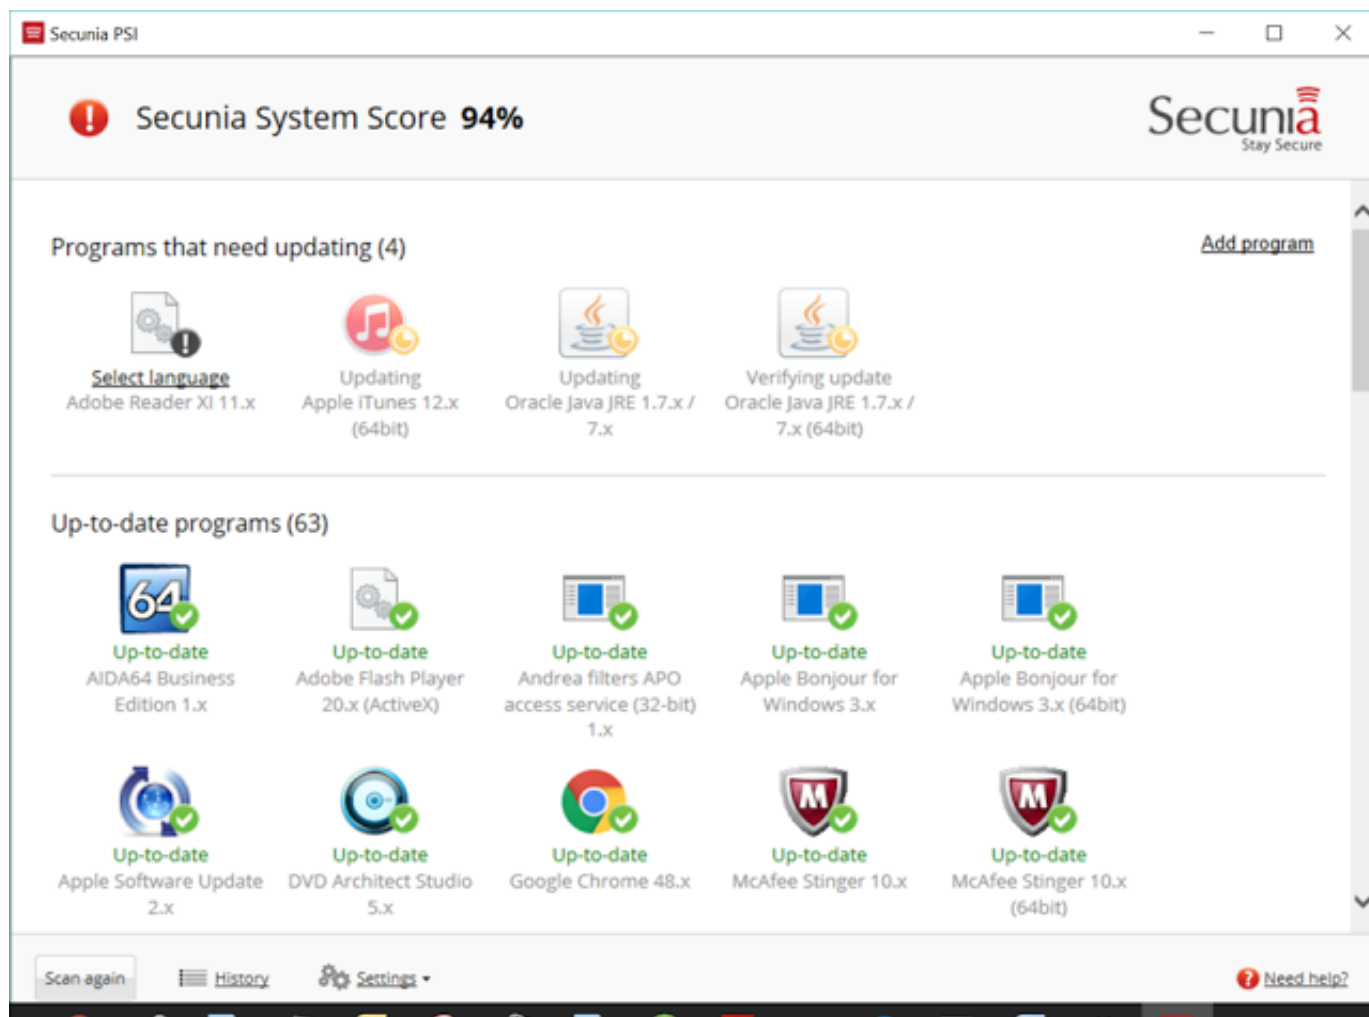 Secunia PSI
Secunia System Score 94%
Secunia
Stay Secure
Programs that need updating (4)
Add program
Select language
Adobe Reader XI 11.x
Updating
Apple iTunes 12.x
(64bit)
Updating
Oracle Java JRE 1.7.x /
7.x
Verifying update
Oracle Java JRE 1.7.x /
7.x (64bit)
Up-to-date programs (63)
64
Up-to-date
AIDA64 Business
Edition 1.x
Up-to-date
Adobe Flash Player
20.x (ActiveX)
Up-to-date
Andrea filters APO
access service (32-bit)
1.x
Up-to-date
Apple Bonjour for
Windows 3.x
Up-to-date
Apple Bonjour for
Windows 3.x (64bit)
Up-to-date
Apple Software Update
2.x
Up-to-date
DVD Architect Studio
5.x
Up-to-date
Google Chrome 48.x
M
Up-to-date
McAfee Stinger 10.x
M
Up-to-date
McAfee Stinger 10.x
(64bit)
Scan again
History
Settings
Need help?